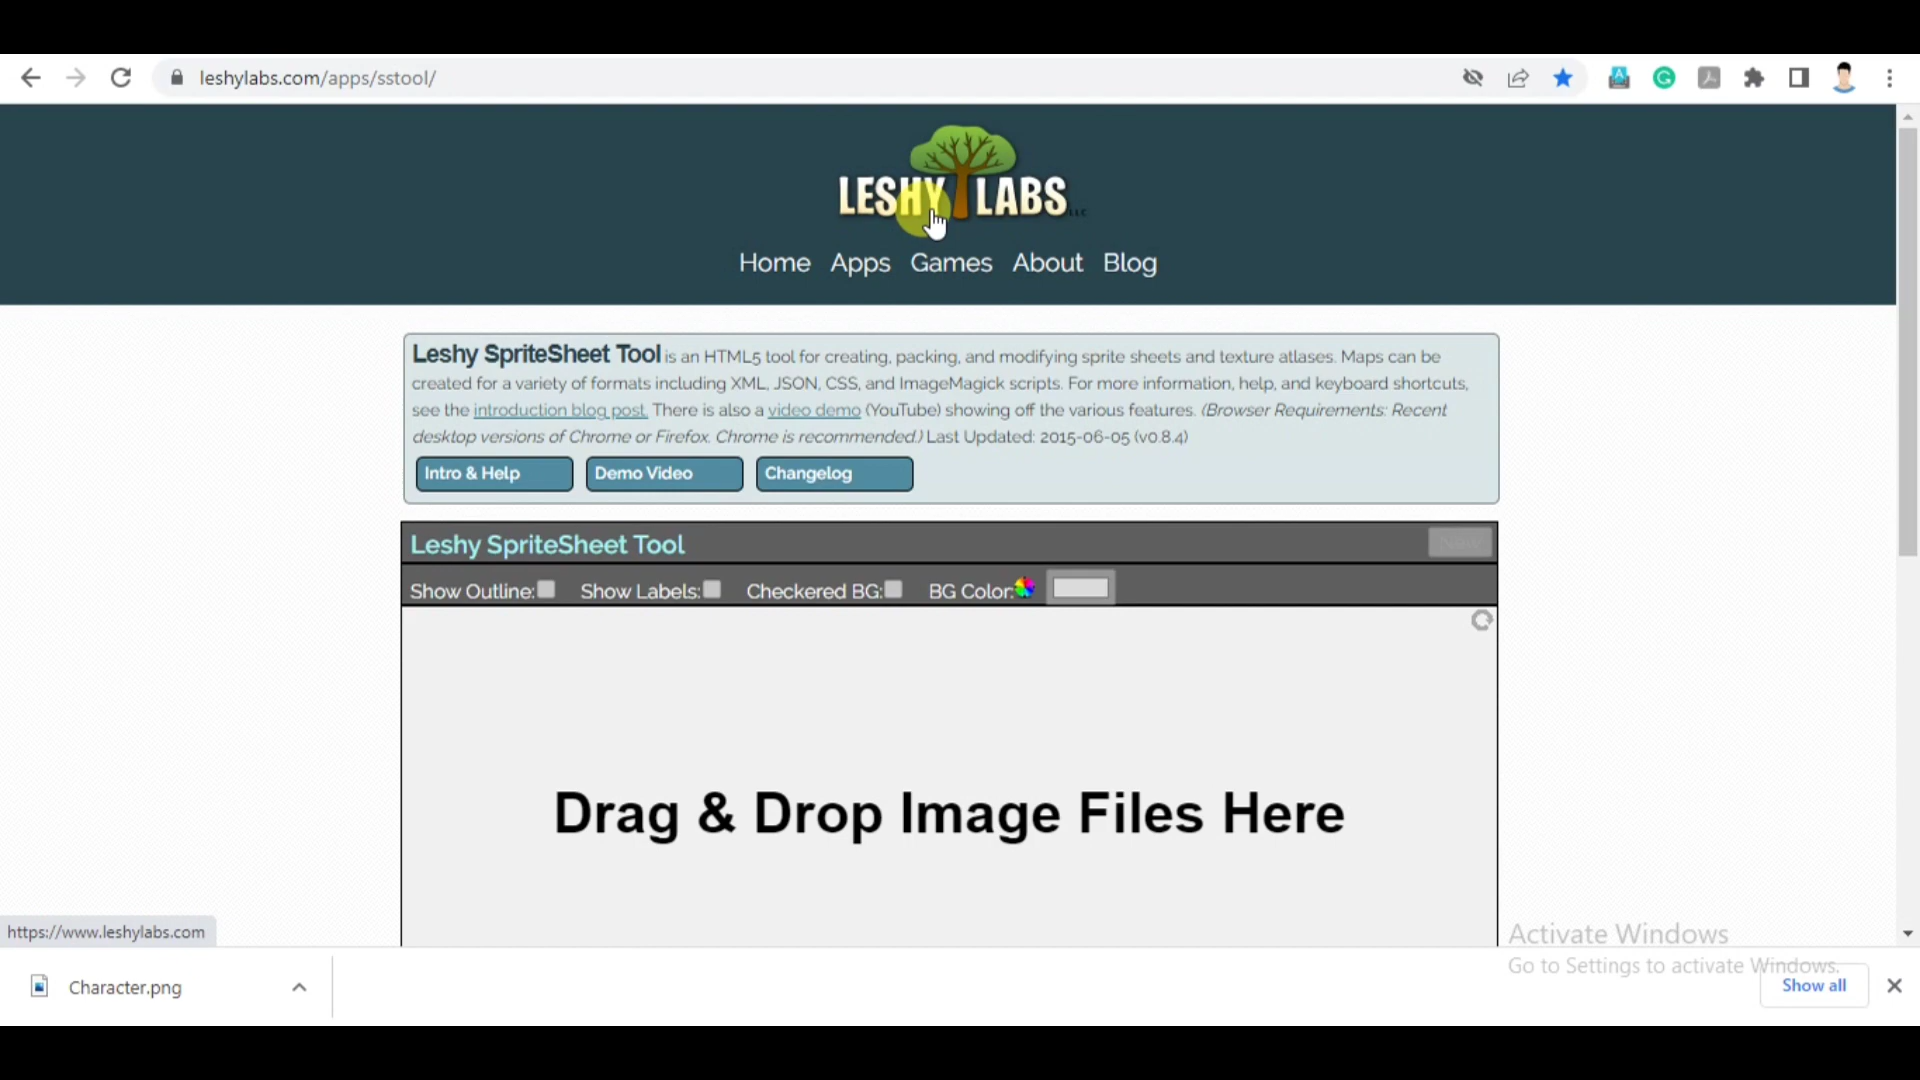 leshylabs.com/apps/sstool/
LESHY LABS LLC
Home Apps Games About Blog
Leshy SpriteSheet Tool is an HTML5 tool for creating, packing, and modifying sprite sheets and texture atlases. Maps can be
created for a variety of formats including XML, JSON, CSS, and ImageMagick scripts. For more information, help, and keyboard shortcuts,
see the introduction blog post. There is also a video demo (YouTube) showing off the various features. (Browser Requirements: Recent
desktop versions of Chrome or Firefox. Chrome is recommended.) Last Updated: 2015-06-05 (v0.8.4)
Intro & Help Demo Video Changelog
Leshy SpriteSheet Tool
Show Outline: Show Labels: Checkered BG: BG Color:
Drag & Drop Image Files Here
https://www.leshylabs.com
Activate Windows
Go to Settings to activate Windows.
Character.png
Show all